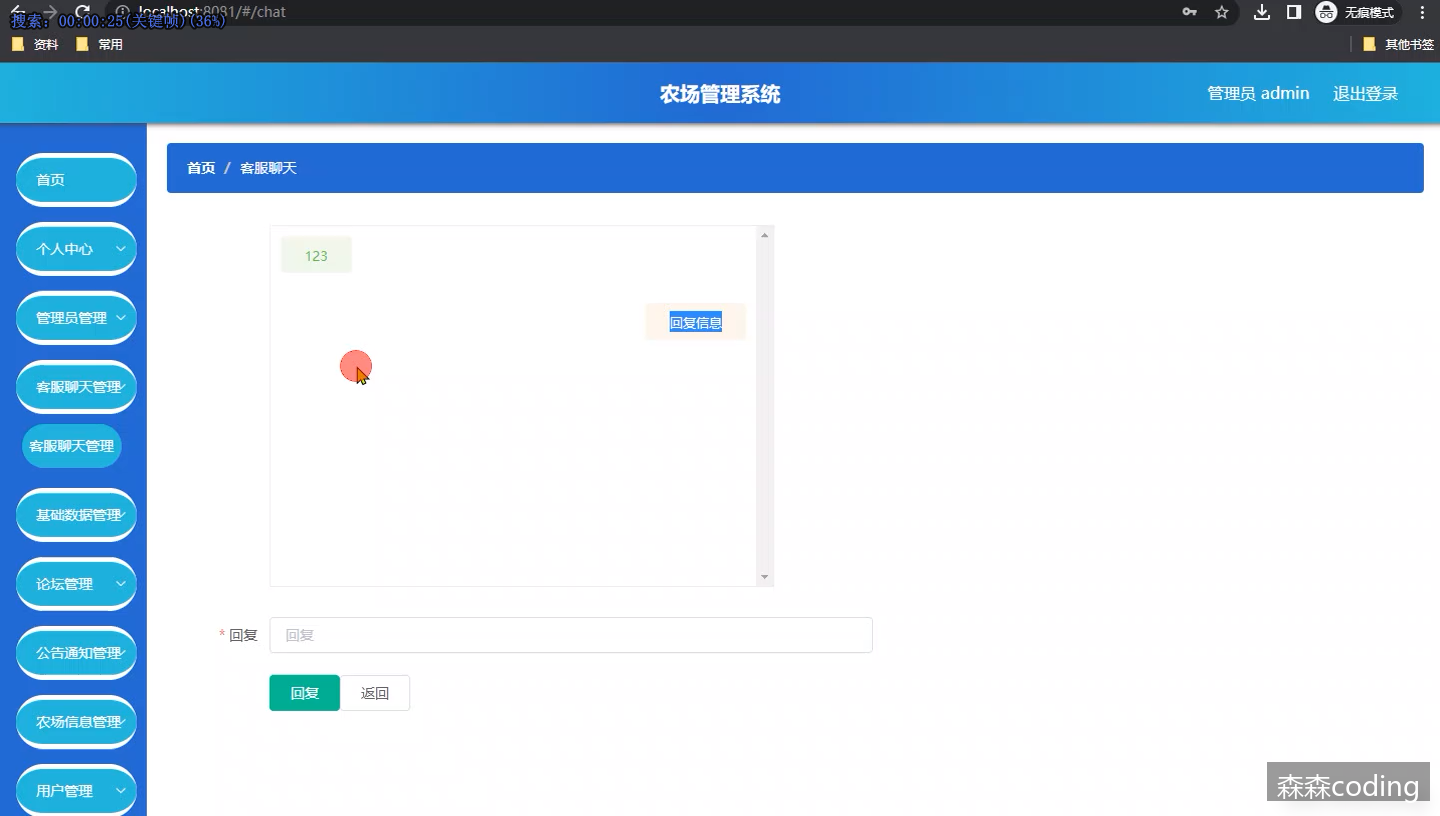 localhost:8081/#/chat
搜索: 00:00:25(关键帧)(36%)
无痕模式
资料
常用
其他书签
农场管理系统
管理员 admin
退出登录
首页
个人中心
管理员管理
客服聊天管理
客服聊天管理
基础数据管理
论坛管理
公告通知管理
农场信息管理
用户管理
首页 / 客服聊天
123
回复信息
* 回复
回复
回复
返回
森森coding